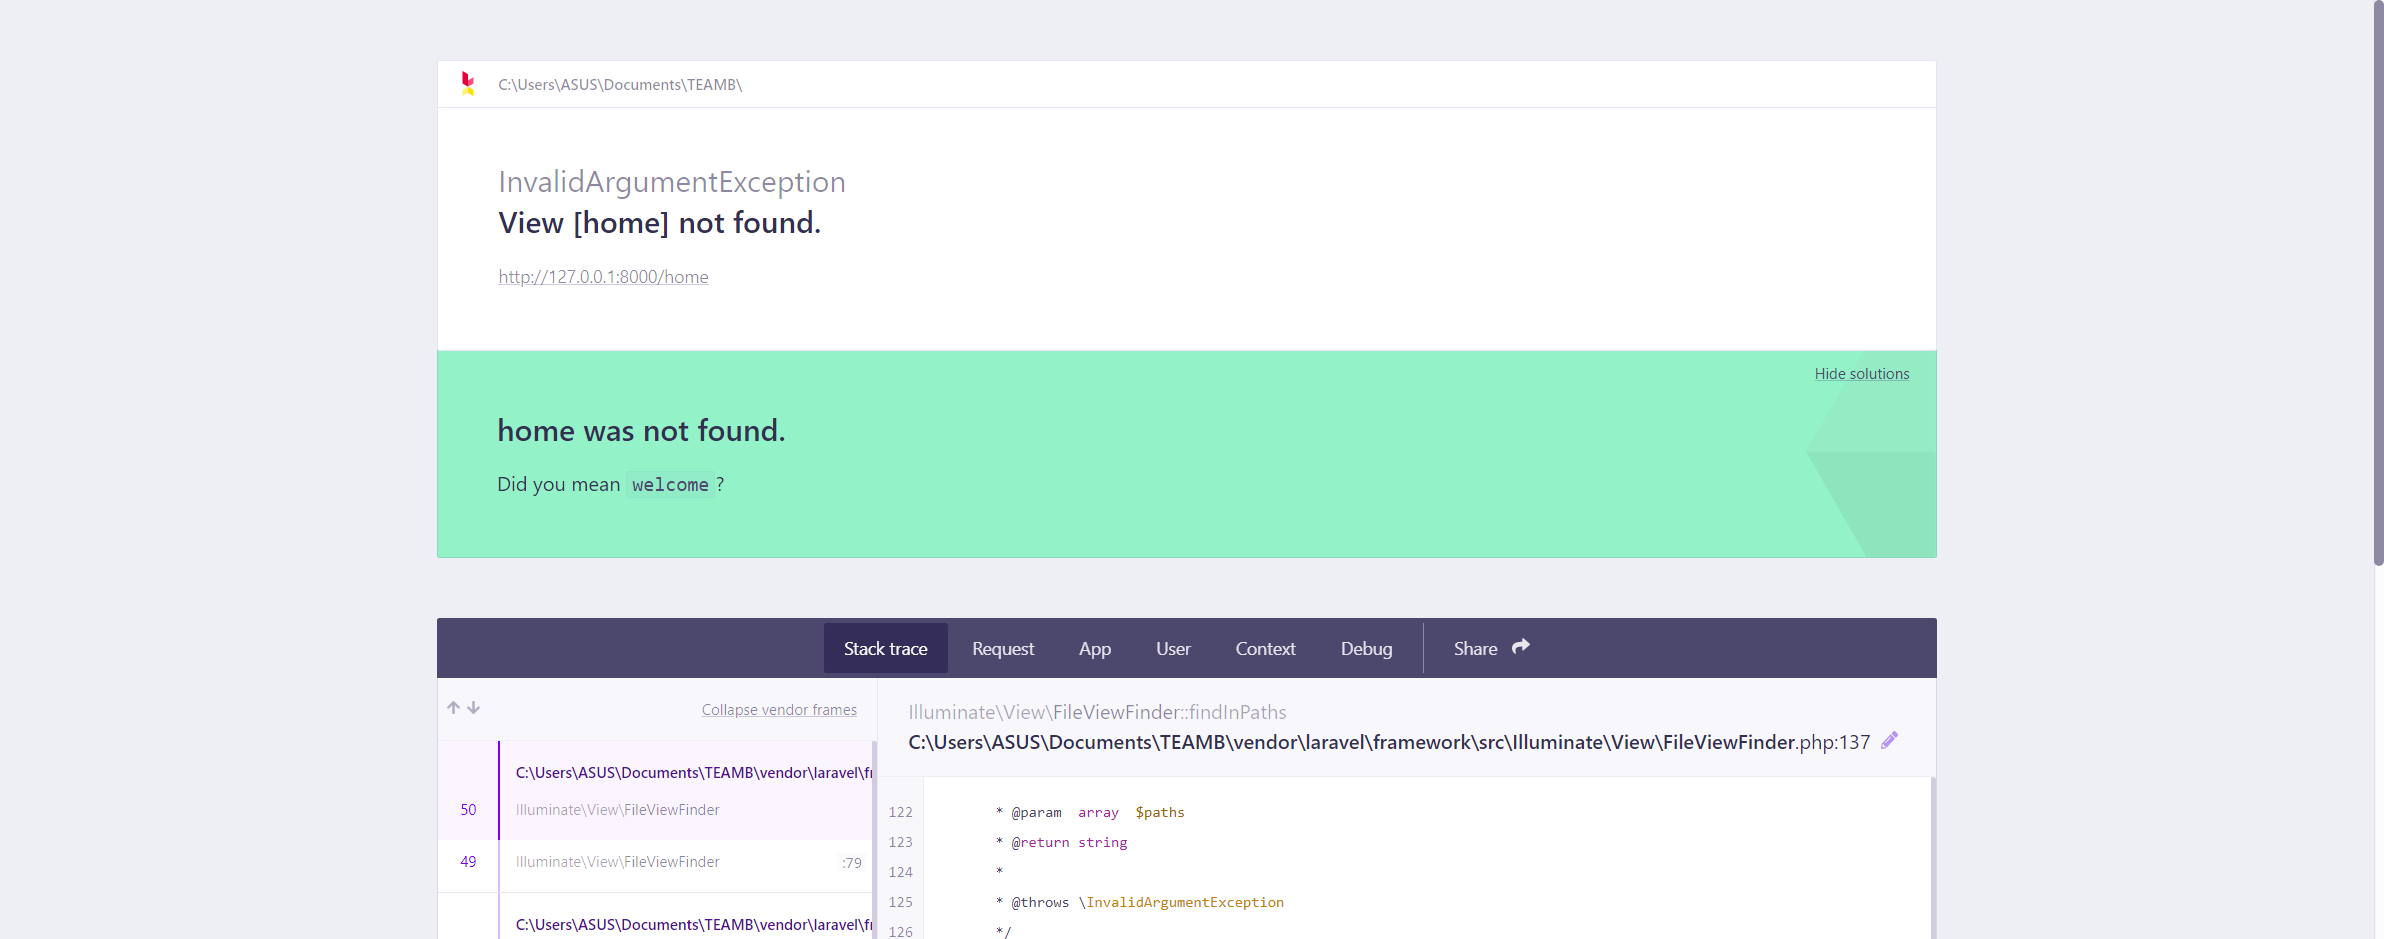 C:\Users\ASUS\Documents\TEAMB\
InvalidArgumentException
View [home] not found.
http://127.0.0.1:8000/home
Hide solutions
home was not found.
Did you mean welcome?
Stack trace Request App User Context Debug Share
Collapse vendor frames
C:\Users\ASUS\Documents\TEAMB\vendor\laravel\fr
50 Illuminate\View\FileViewFinder
49 Illuminate\View\FileViewFinder :79
C:\Users\ASUS\Documents\TEAMB\vendor\laravel\fr
Illuminate\View\FileViewFinder::findInPaths
C:\Users\ASUS\Documents\TEAMB\vendor\laravel\framework\src\Illuminate\View\FileViewFinder.php:137
122 * @param array $paths
123 * @return string
124 *
125 * @throws \InvalidArgumentException
126 */